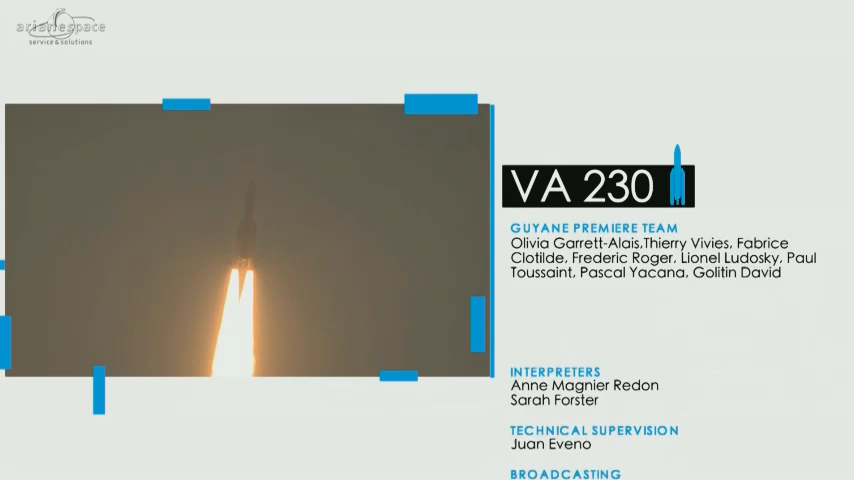 arianespace
service & solutions
VA 230
GUYANE PREMIERE TEAM
Olivia Garrett-Alais,Thierry Vivies, Fabrice
Clotilde, Frederic Roger, Lionel Ludosky, Paul
Toussaint, Pascal Yacana, Golitin David
INTERPRETERS
Anne Magnier Redon
Sarah Forster
TECHNICAL SUPERVISION
Juan Eveno
BROADCASTING